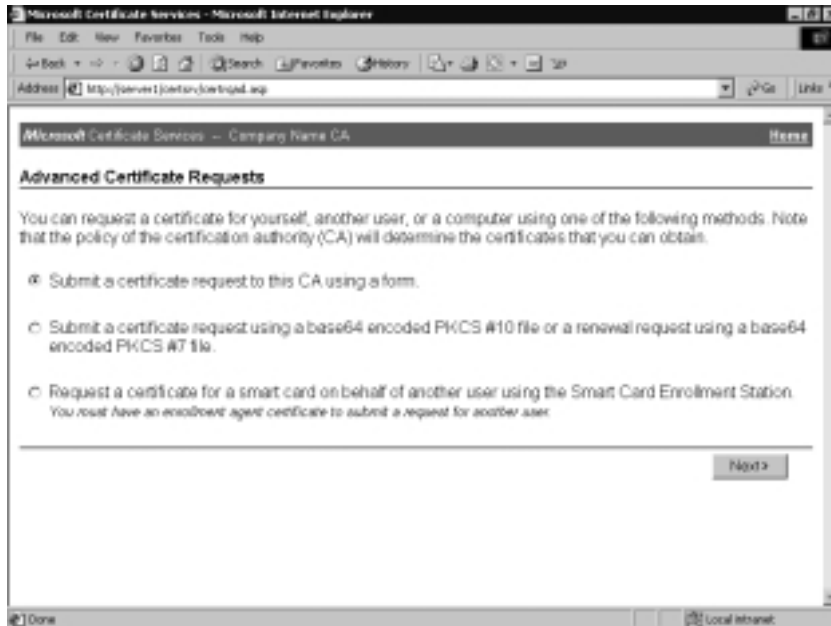 Microsoft Certificate Services - Microsoft Internet Explorer
File Edit View Favorites Tools Help
Back Search Favorites History
Address Go Links
Microsoft Certificate Services -- Company Name CA Home
Advanced Certificate Requests
You can request a certificate for yourself, another user, or a computer using one of the following methods. Note
that the policy of the certification authority (CA) will determine the certificates that you can obtain.
Submit a certificate request to this CA using a form.
Submit a certificate request using a base64 encoded PKCS #10 file or a renewal request using a base64
encoded PKCS #7 file.
Request a certificate for a smart card on behalf of another user using the Smart Card Enrollment Station.
You must have an enrollment agent certificate to submit a request for another user.
Next >
Done Local intranet